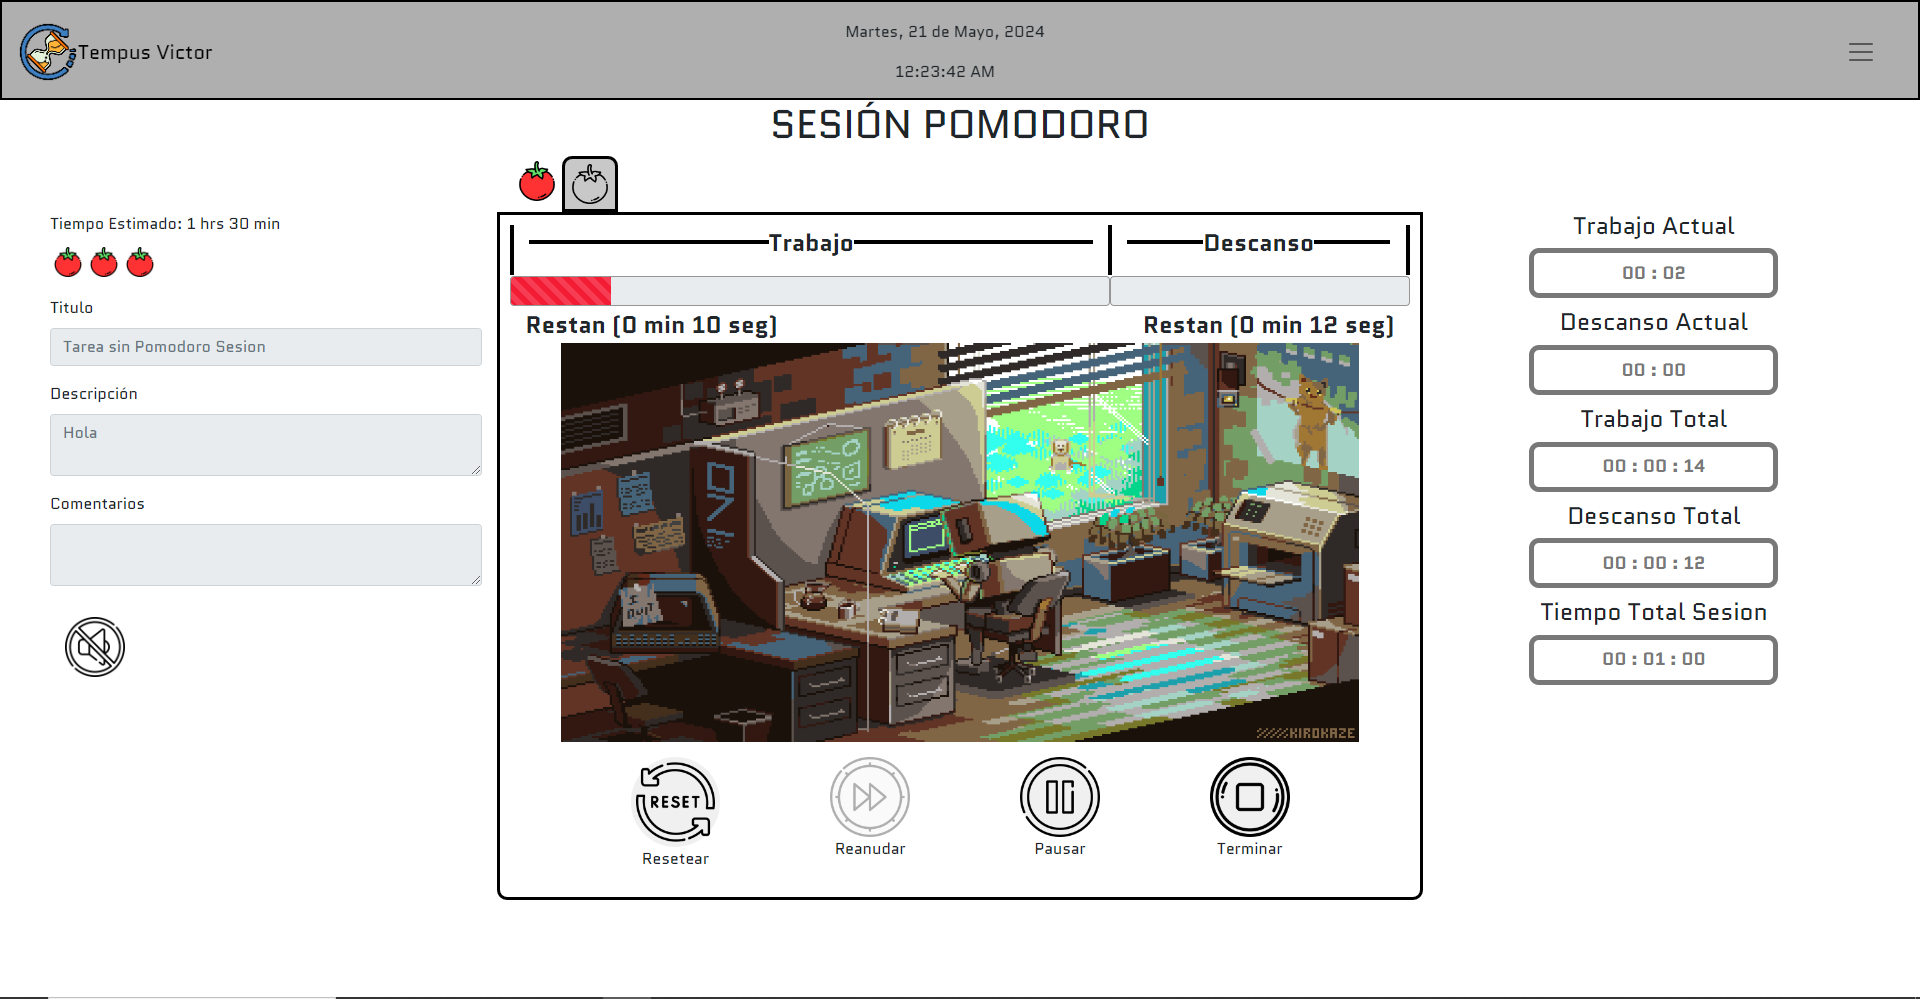 Tempus Victor
Martes, 21 de Mayo, 2024
12:23:42 AM
SESIÓN POMODORO
Tiempo Estimado: 1 hrs 30 min
Titulo
Tarea sin Pomodoro Sesion
Descripción
Hola
Comentarios
Trabajo
Descanso
Restan [0 min 10 seg]
Restan [0 min 12 seg]
I
QUIT
KIROKAZE
RESET
Resetear
Reanudar
Pausar
Terminar
Trabajo Actual
00 : 02
Descanso Actual
00 : 00
Trabajo Total
00 : 00 : 14
Descanso Total
00 : 00 : 12
Tiempo Total Sesion
00 : 01 : 00